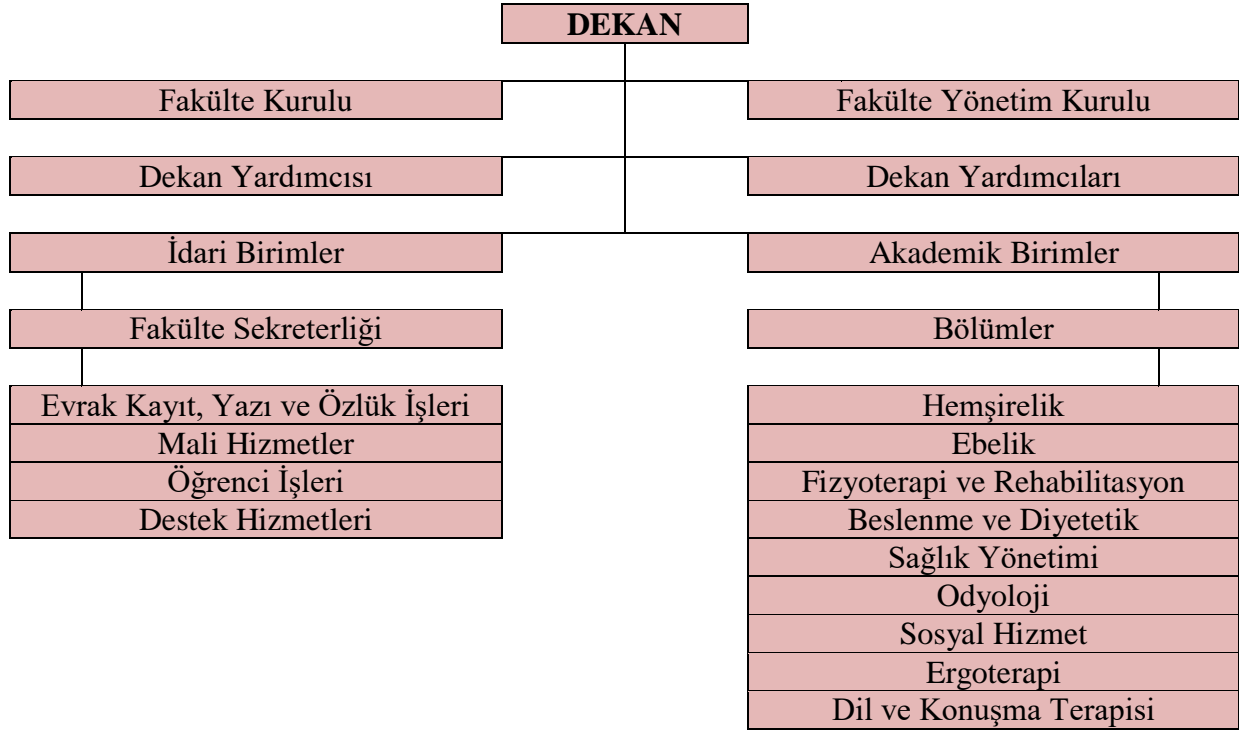 DEKAN
Fakülte Kurulu
Fakülte Yönetim Kurulu
Dekan Yardımcısı
Dekan Yardımcıları
İdari Birimler
Akademik Birimler
Fakülte Sekreterliği
Bölümler
Evrak Kayıt, Yazı ve Özlük İşleri
Mali Hizmetler
Öğrenci İşleri
Destek Hizmetleri
Hemşirelik
Ebelik
Fizyoterapi ve Rehabilitasyon
Beslenme ve Diyetetik
Sağlık Yönetimi
Odyoloji
Sosyal Hizmet
Ergoterapi
Dil ve Konuşma Terapisi